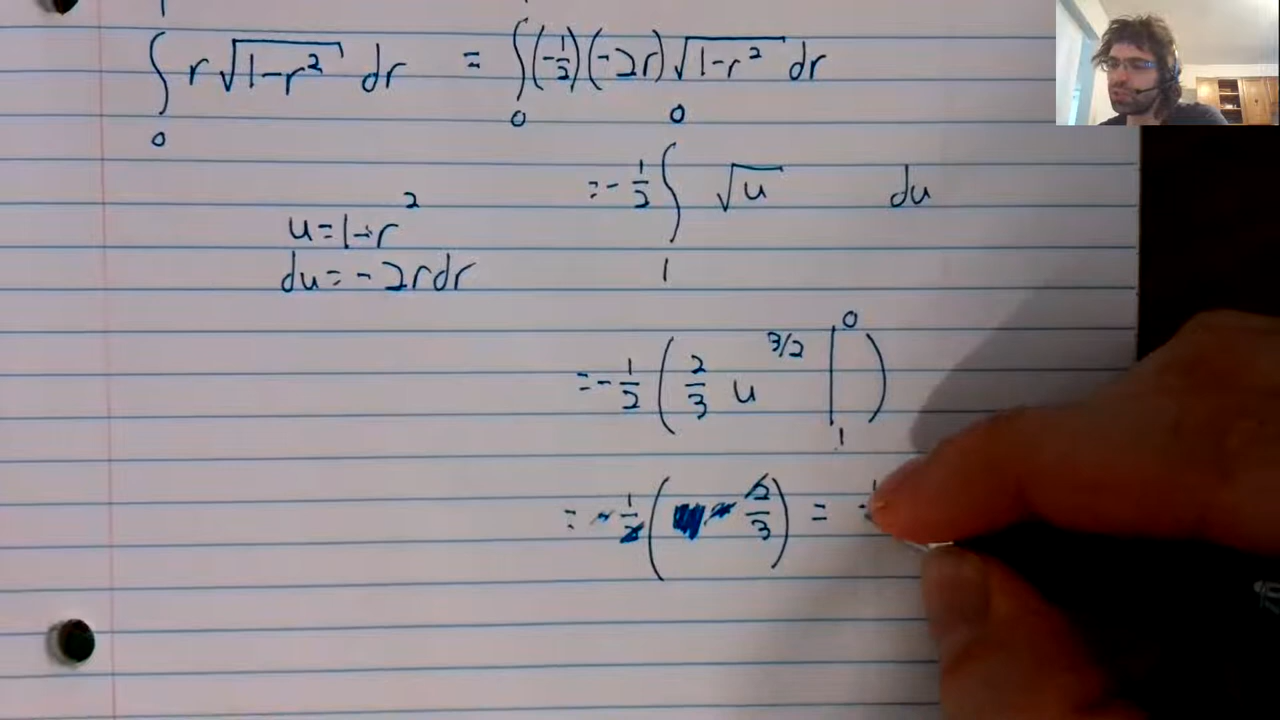 ∫₀ r√(1-r²) dr = ∫₀ (-1/2)(-2r)√(1-r²) dr
0
= -1/2 ∫₁ √u du
u = 1-r²
du = -2rdr
= -1/2 ( 2/3 u^(3/2) |₁⁰ )
= -1/2 ( - 2/3 ) =